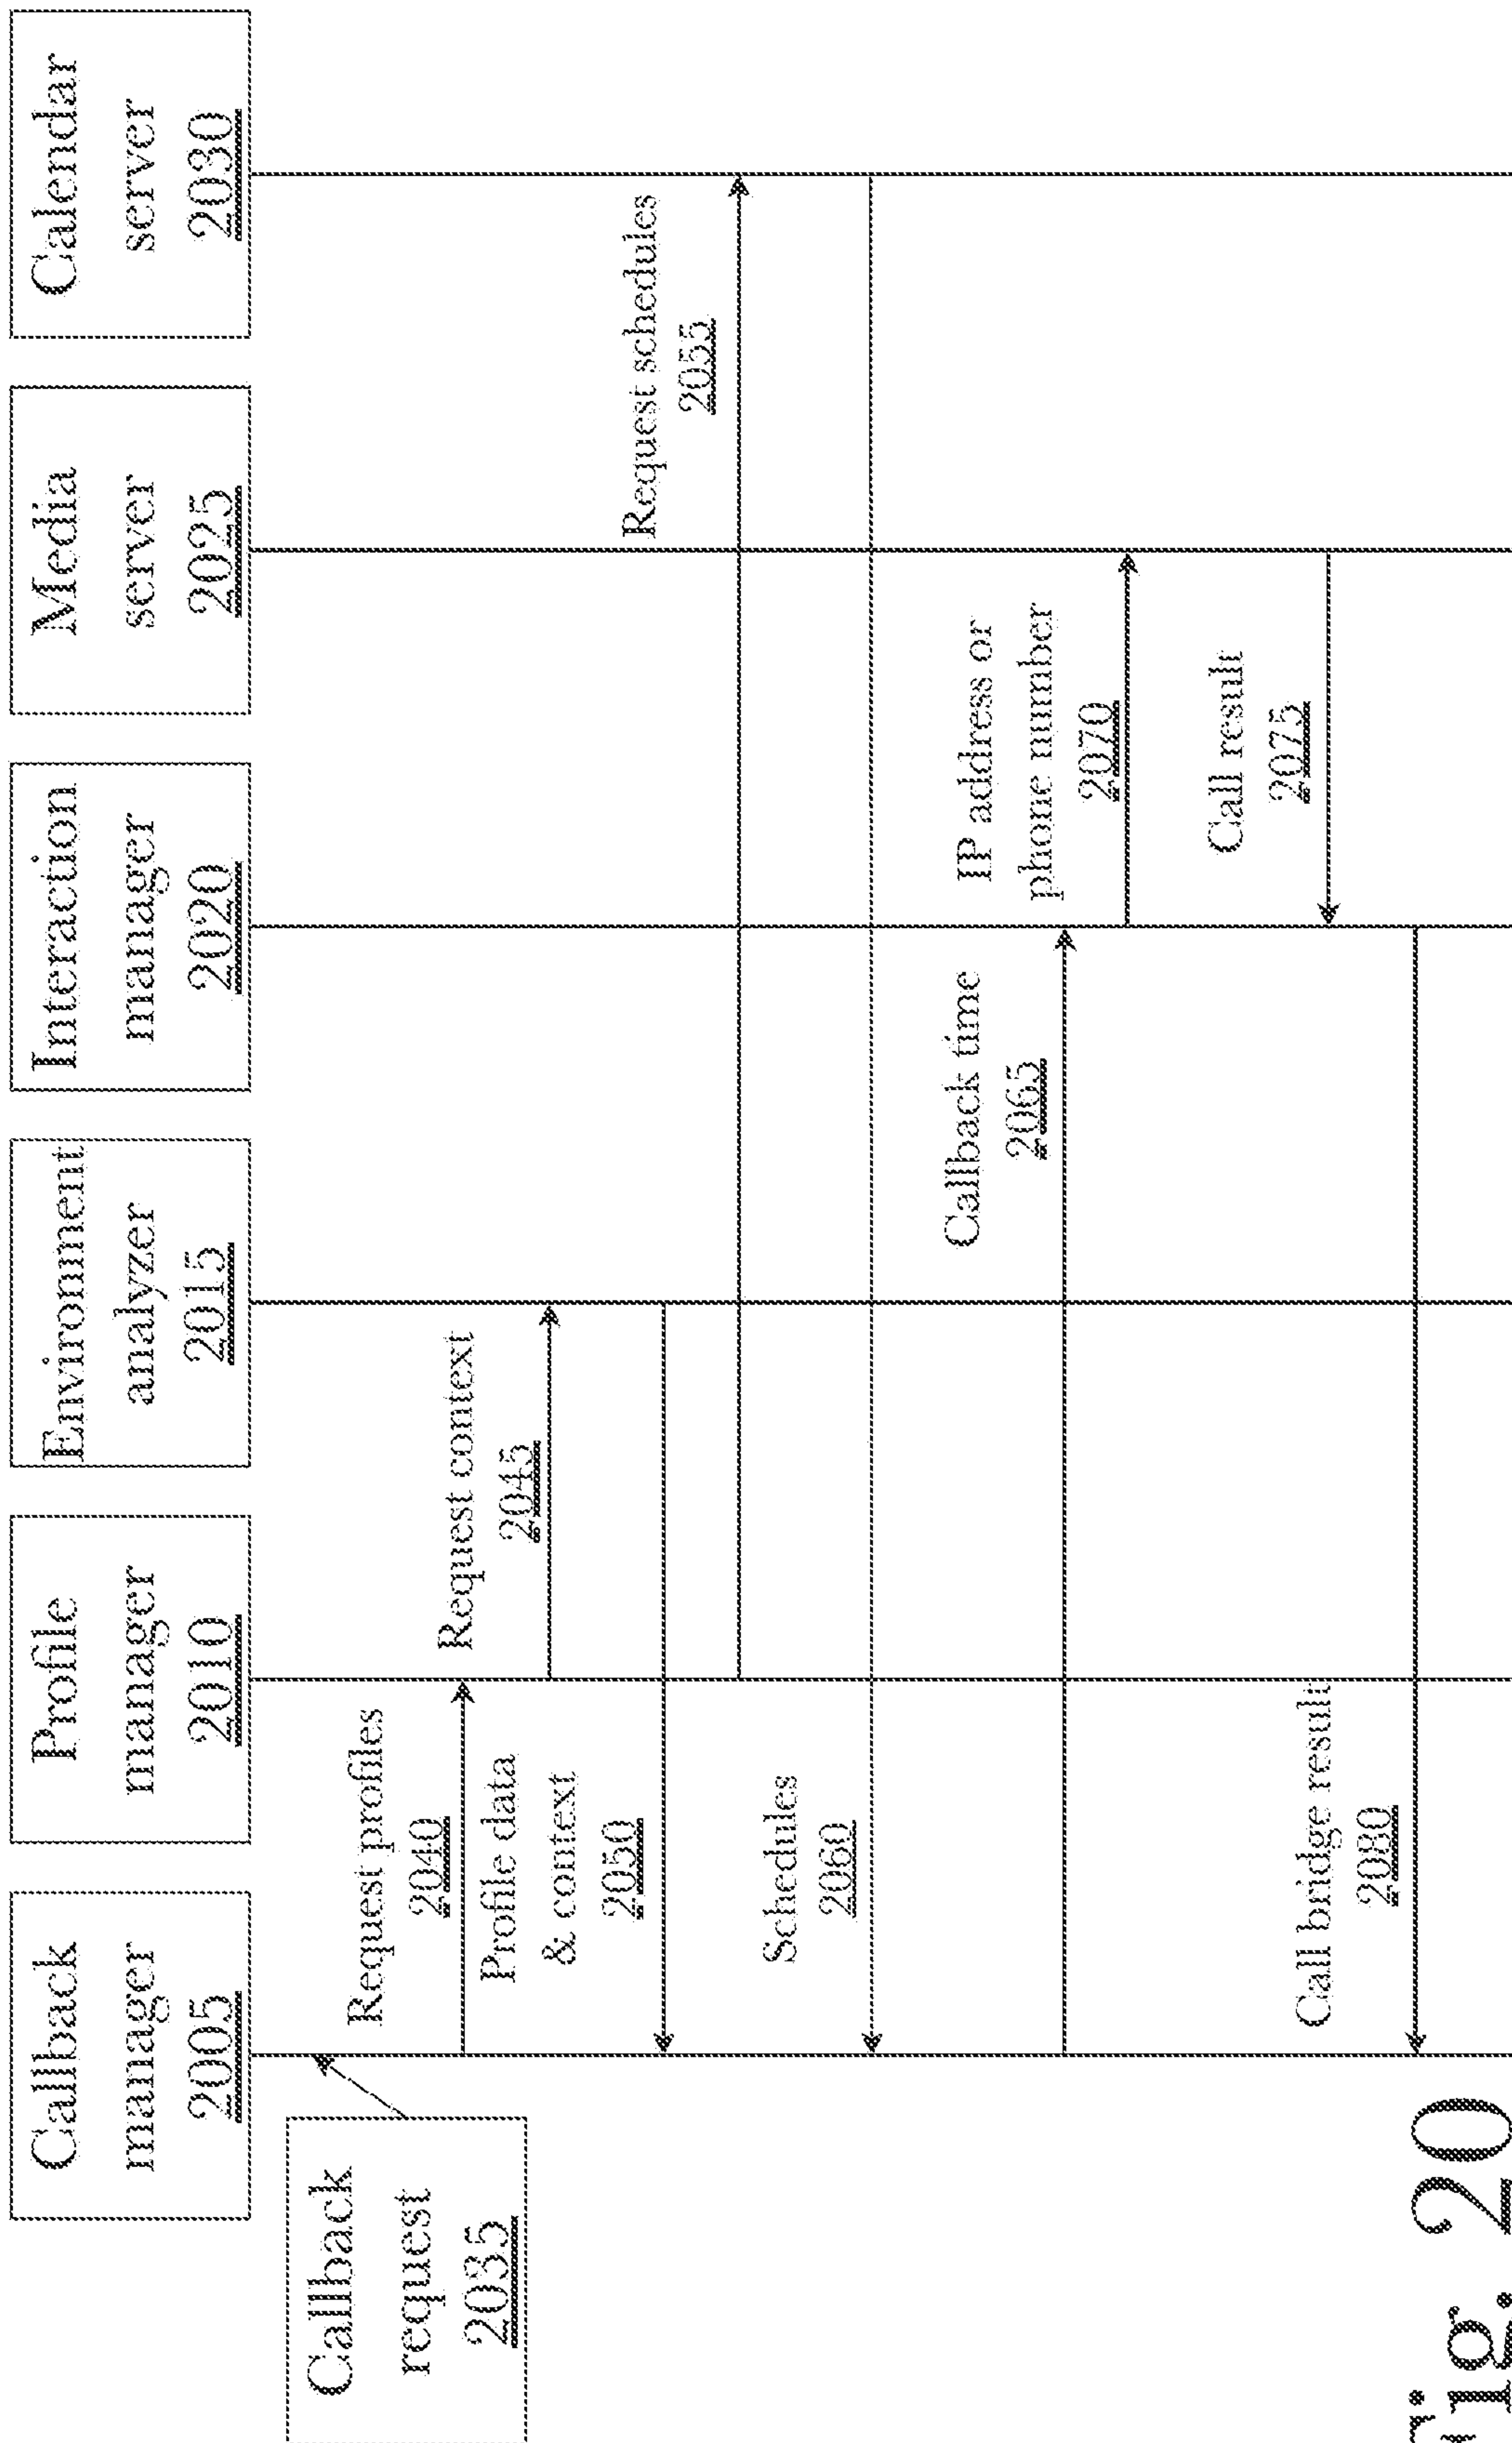 Callback
manager
2005
Profile
manager
2010
Environment
analyzer
2015
Interaction
manager
2020
Media
server
2025
Calendar
server
2030
Callback
request
2035
Request profiles
2040
Request context
2045
Profile data
& context
2050
Request schedules
2055
Schedules
2060
Callback time
2065
IP address or
phone number
2070
Call result
2075
Call bridge result
2080
Fig. 20